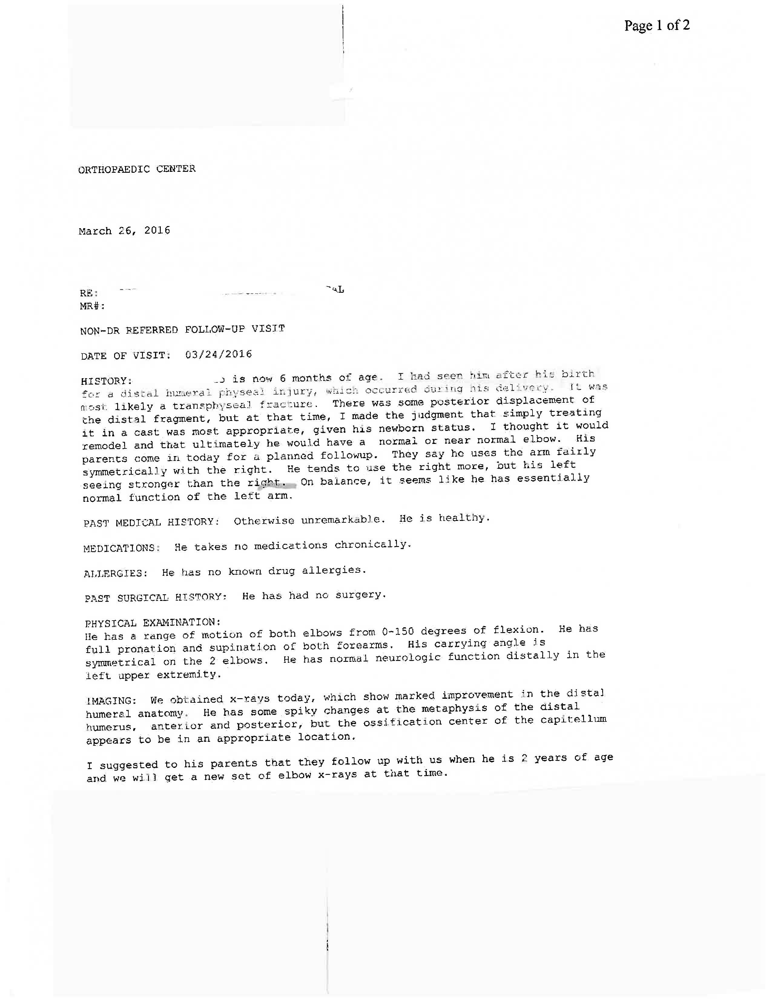 Page 1 of 2
ORTHOPAEDIC CENTER
March 26, 2016
RE:
MR#:
NON-DR REFERRED FOLLOW-UP VISIT
DATE OF VISIT: 03/24/2016
HISTORY: is now 6 months of age. I had seen him after his birth
for a distal humeral physeal injury, which occurred during his delivery. It was
most likely a transphyseal fracture. There was some posterior displacement of
the distal fragment, but at that time, I made the judgment that simply treating
it in a cast was most appropriate, given his newborn status. I thought it would
remodel and that ultimately he would have a normal or near normal elbow. His
parents come in today for a planned followup. They say he uses the arm fairly
symmetrically with the right. He tends to use the right more, but his left
seeing stronger than the right. On balance, it seems like he has essentially
normal function of the left arm.
PAST MEDICAL HISTORY: Otherwise unremarkable. He is healthy.
MEDICATIONS: He takes no medications chronically.
ALLERGIES: He has no known drug allergies.
PAST SURGICAL HISTORY: He has had no surgery.
PHYSICAL EXAMINATION:
He has a range of motion of both elbows from 0-150 degrees of flexion. He has
full pronation and supination of both forearms. His carrying angle is
symmetrical on the 2 elbows. He has normal neurologic function distally in the
left upper extremity.
IMAGING: We obtained x-rays today, which show marked improvement in the distal
humeral anatomy. He has some spiky changes at the metaphysis of the distal
humerus, anterior and posterior, but the ossification center of the capitellum
appears to be in an appropriate location.
I suggested to his parents that they follow up with us when he is 2 years of age
and we will get a new set of elbow x-rays at that time.